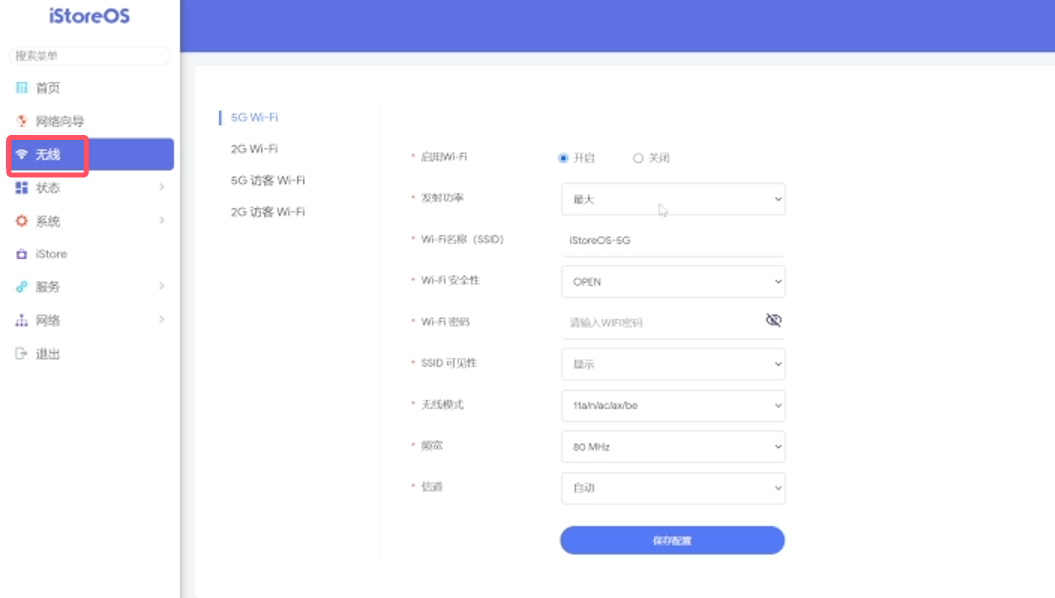 iStoreOS
搜索菜单
首页
网络向导
无线
状态
系统
iStore
服务
网络
退出
5G Wi-Fi
2G Wi-Fi
5G 访客 Wi-Fi
2G 访客 Wi-Fi
* 启用Wi-Fi 开启 关闭
* 发射功率 最大
* Wi-Fi名称（SSID） iStoreOS-5G
* Wi-Fi 安全性 OPEN
* Wi-Fi 密码 请输入WIFI密码
* SSID 可见性 显示
* 无线模式 11a/n/ac/ax/be
* 频宽 80 MHz
* 信道 自动
保存配置